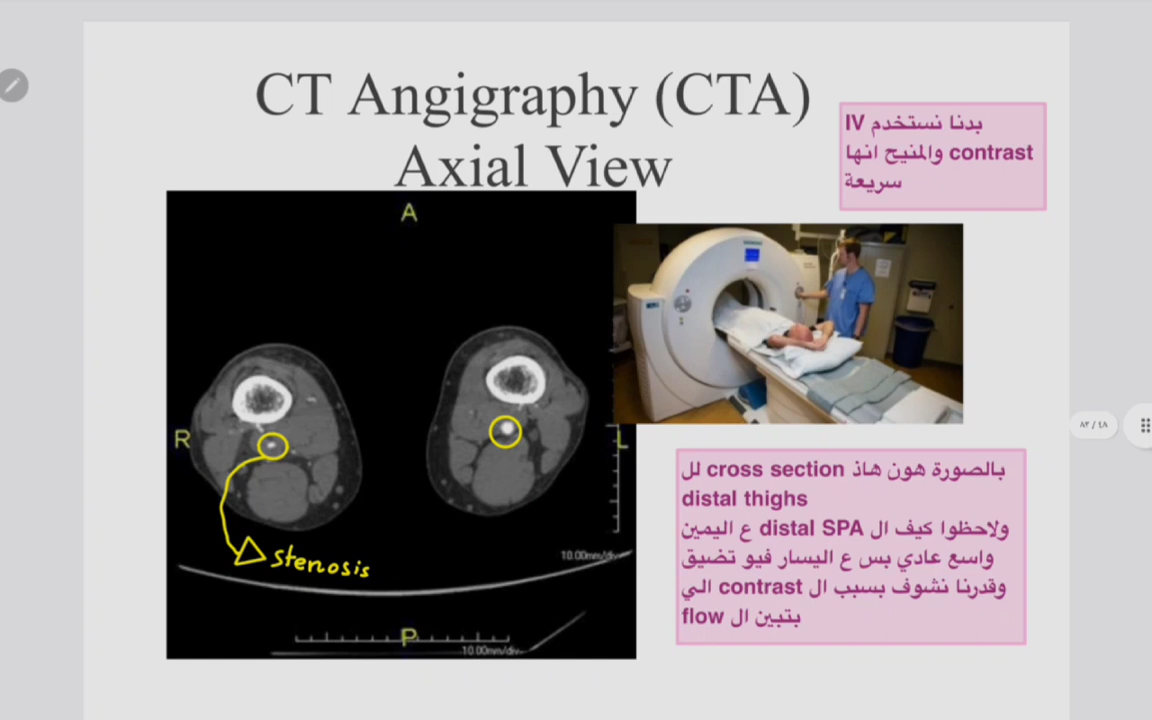 CT Angigraphy (CTA)
Axial View
بدنا نستخدم IV
contrast والمنيح انها
سريعة
A
R
L
Stenosis
10.00mm/div
P
10.00mm/div
بالصورة هون هاذ cross section لل
distal thighs
ولاحظوا كيف ال distal SPA ع اليمين
واسع عادي بس ع اليسار فيو تضيق
وقدرنا نشوف بسبب ال contrast الي
بتبين ال flow
٨٢ / ٤٨